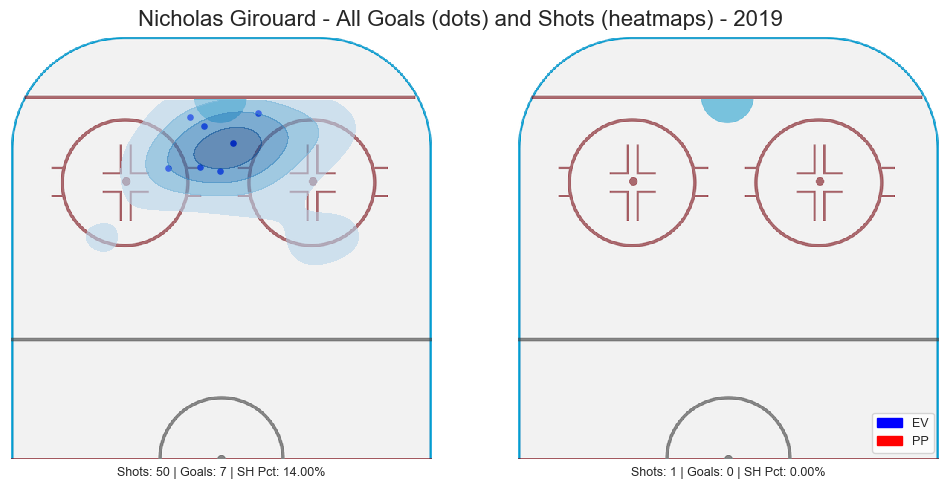 Nicholas Girouard - All Goals (dots) and Shots (heatmaps) - 2019
EV
PP
Shots: 50 | Goals: 7 | SH Pct: 14.00%
Shots: 1 | Goals: 0 | SH Pct: 0.00%